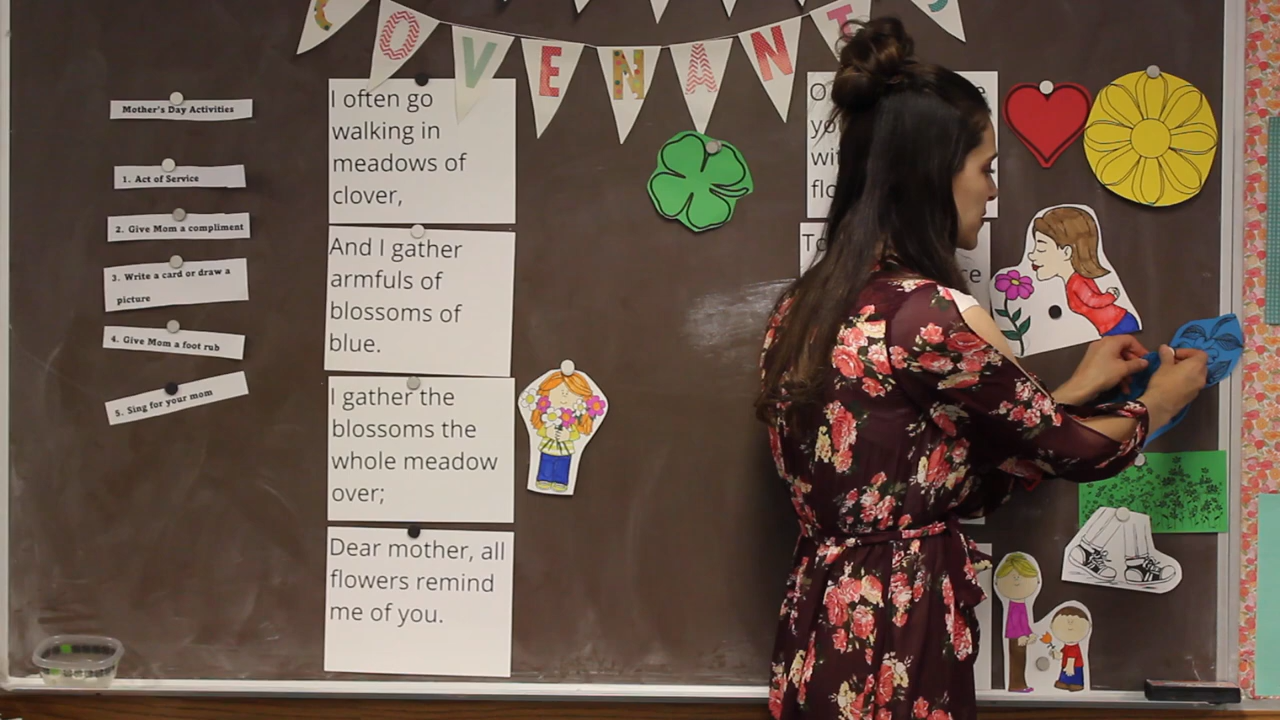 COVENANT
Mother's Day Activities
1. Act of Service
2. Give Mom a compliment
3. Write a card or draw a
picture
4. Give Mom a foot rub
5. Sing for your mom
I often go
walking in
meadows of
clover,
And I gather
armfuls of
blossoms of
blue.
I gather the
blossoms the
whole meadow
over;
Dear mother, all
flowers remind
me of you.